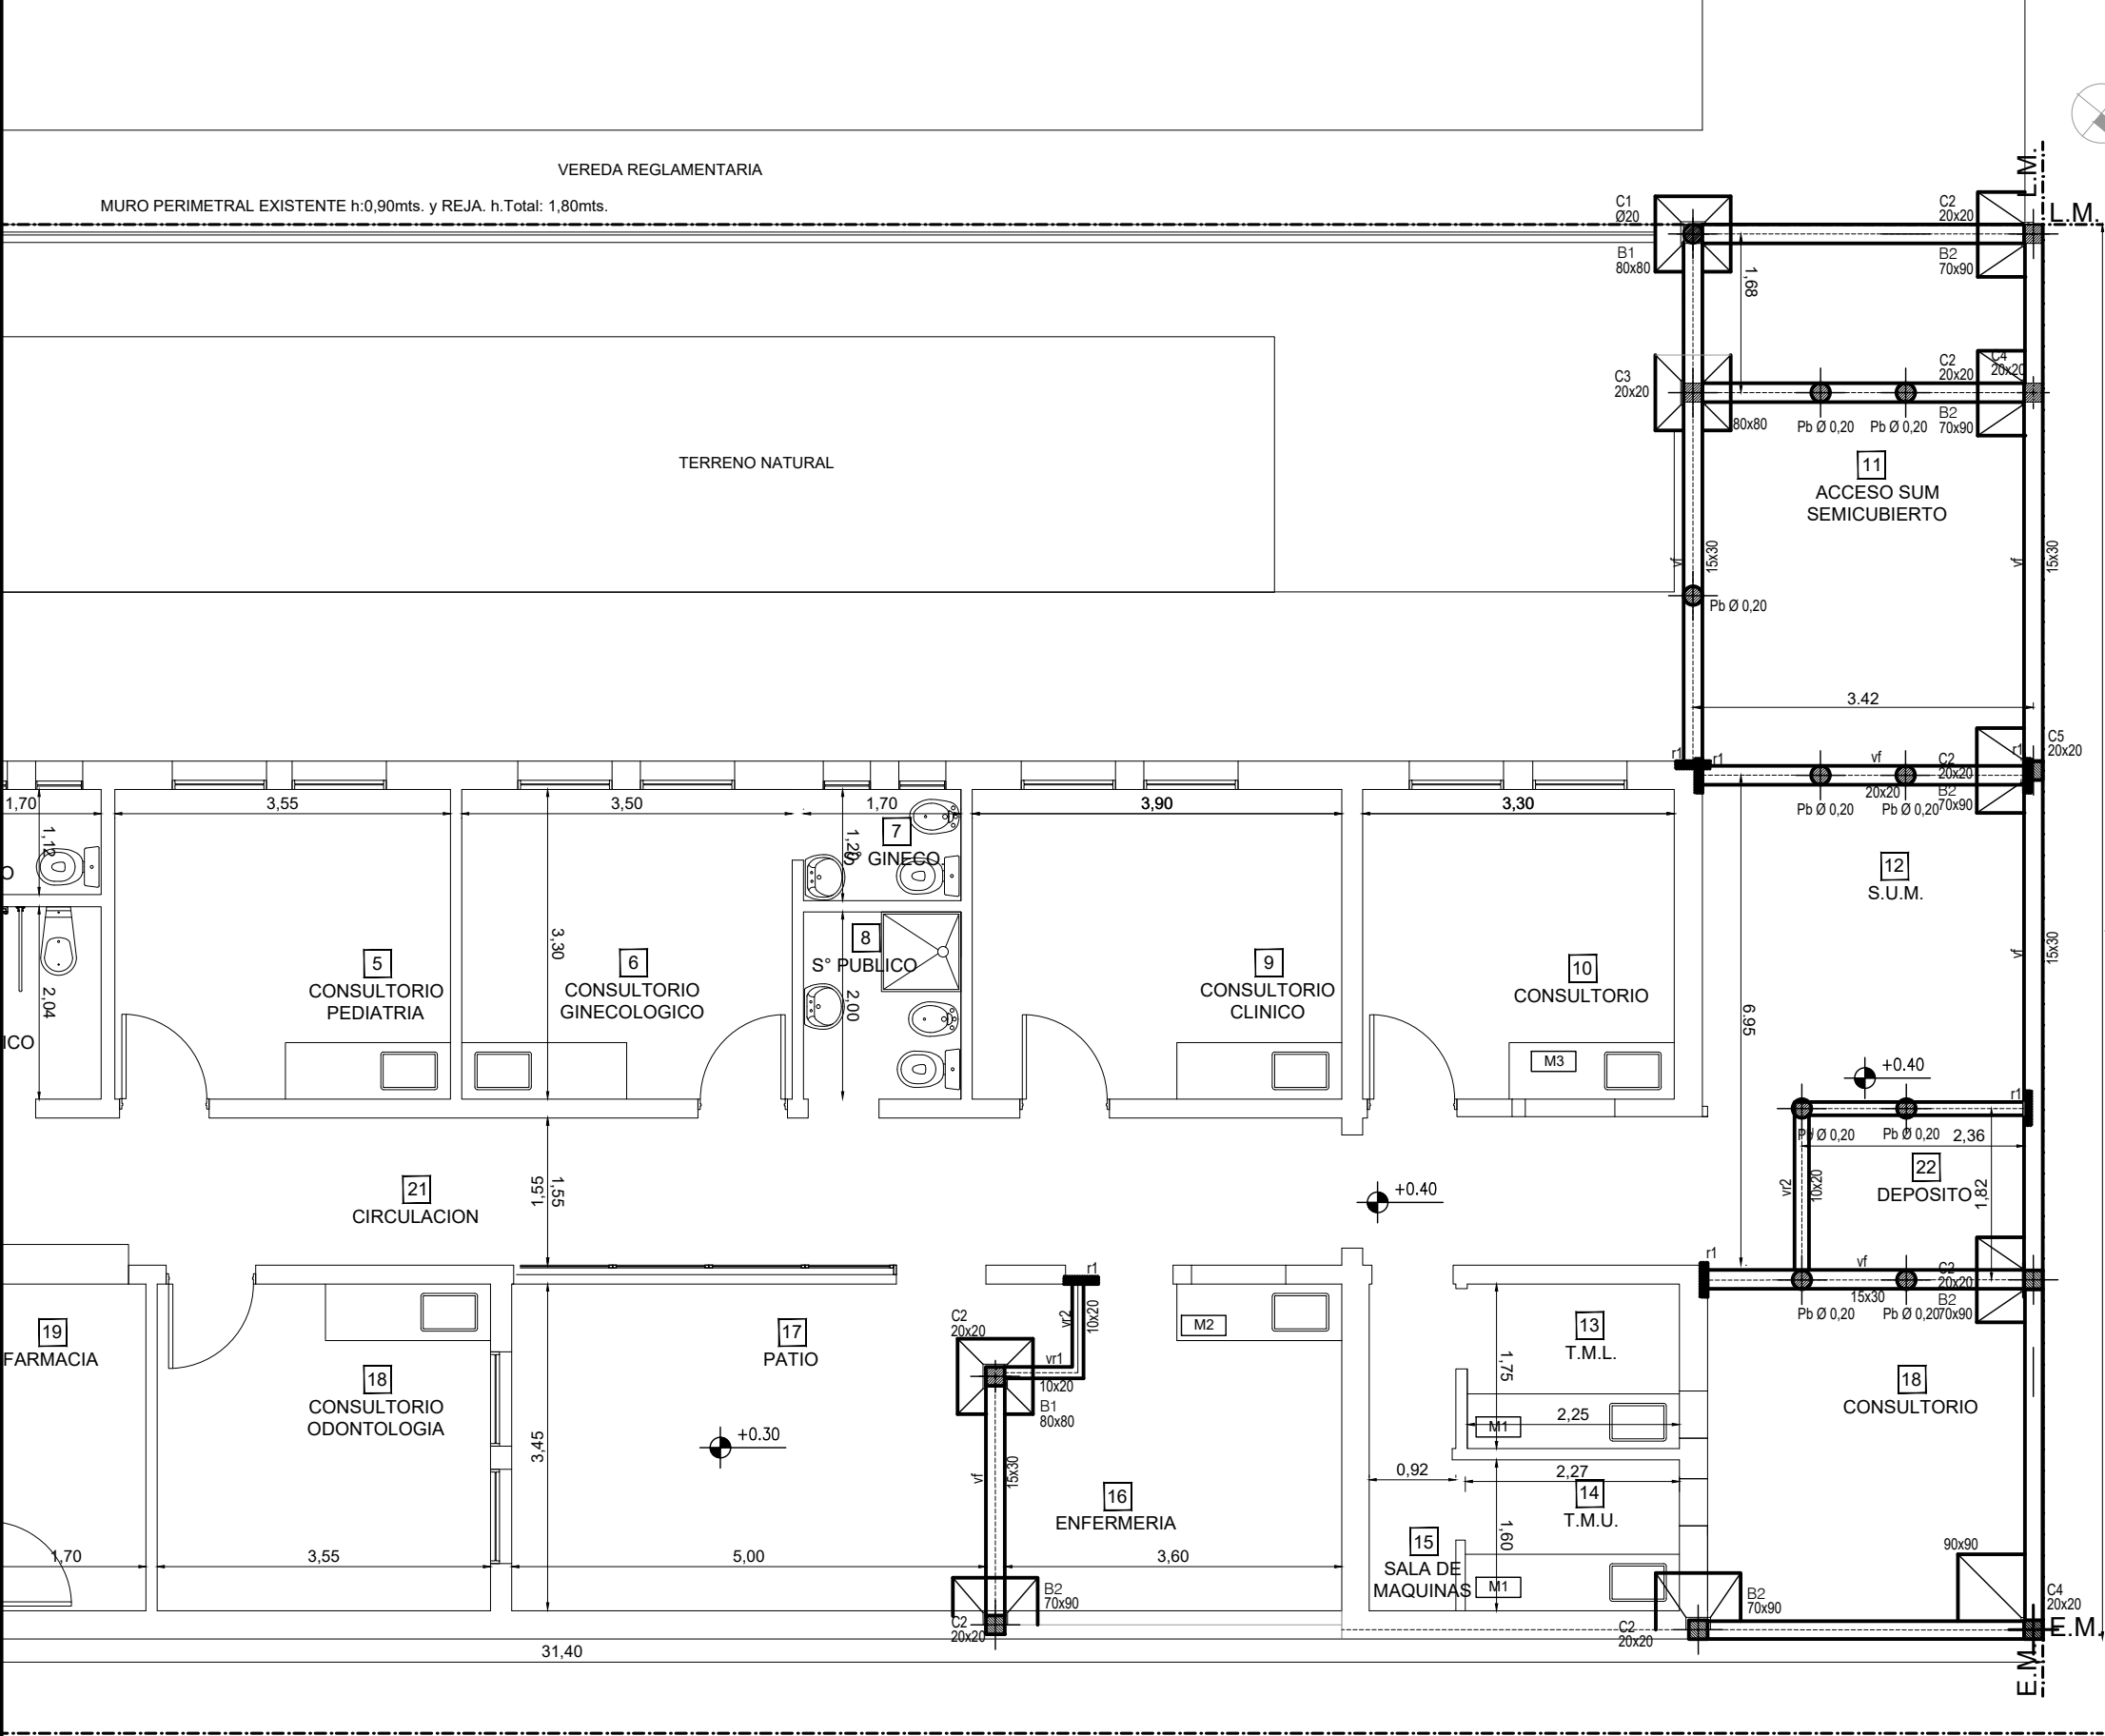 VEREDA REGLAMENTARIA
MURO PERIMETRAL EXISTENTE h:0,90mts. y REJA. h.Total: 1,80mts.
L.M.
L.M.
C1
Ø20
B1
80x80
C2
20x20
B2
70x90
1,68
C3
20x20
80x80
C2
20x20
C4
20x20
B2
70x90
Pb Ø 0,20
Pb Ø 0,20
TERRENO NATURAL
11
ACCESO SUM
SEMICUBIERTO
vf
15x30
vf
15x30
Pb Ø 0,20
3.42
r1
r1
vf
20x20
C2
20x20
B2
70x90
r1
C5
20x20
Pb Ø 0,20
Pb Ø 0,20
1,70
3,55
3,50
1,70
3,90
3,30
1,12
O
2,04
ICO
5
CONSULTORIO
PEDIATRIA
3,30
6
CONSULTORIO
GINECOLOGICO
7
S° GINECO.
1,20
8
S° PUBLICO
2,00
9
CONSULTORIO
CLINICO
10
CONSULTORIO
M3
12
S.U.M.
vf
15x30
6.95
+0.40
r1
Pb Ø 0,20
Pb Ø 0,20
2,36
22
DEPOSITO
1,82
vr2
10x20
21
CIRCULACION
1,55
1,55
+0.40
r1
vf
15x30
C2
20x20
B2
70x90
Pb Ø 0,20
Pb Ø 0,20
19
FARMACIA
18
CONSULTORIO
ODONTOLOGIA
17
PATIO
+0.30
3,45
C2
20x20
r1
vr2
10x20
vr1
10x20
B1
80x80
vf
15x30
M2
16
ENFERMERIA
13
T.M.L.
1,75
M1
2,25
0,92
2,27
14
T.M.U.
1,60
M1
15
SALA DE
MAQUINAS
18
CONSULTORIO
90x90
1,70
3,55
5,00
3,60
B2
70x90
C2
20x20
B2
70x90
C2
20x20
C4
20x20
E.M.
E.M.
31,40